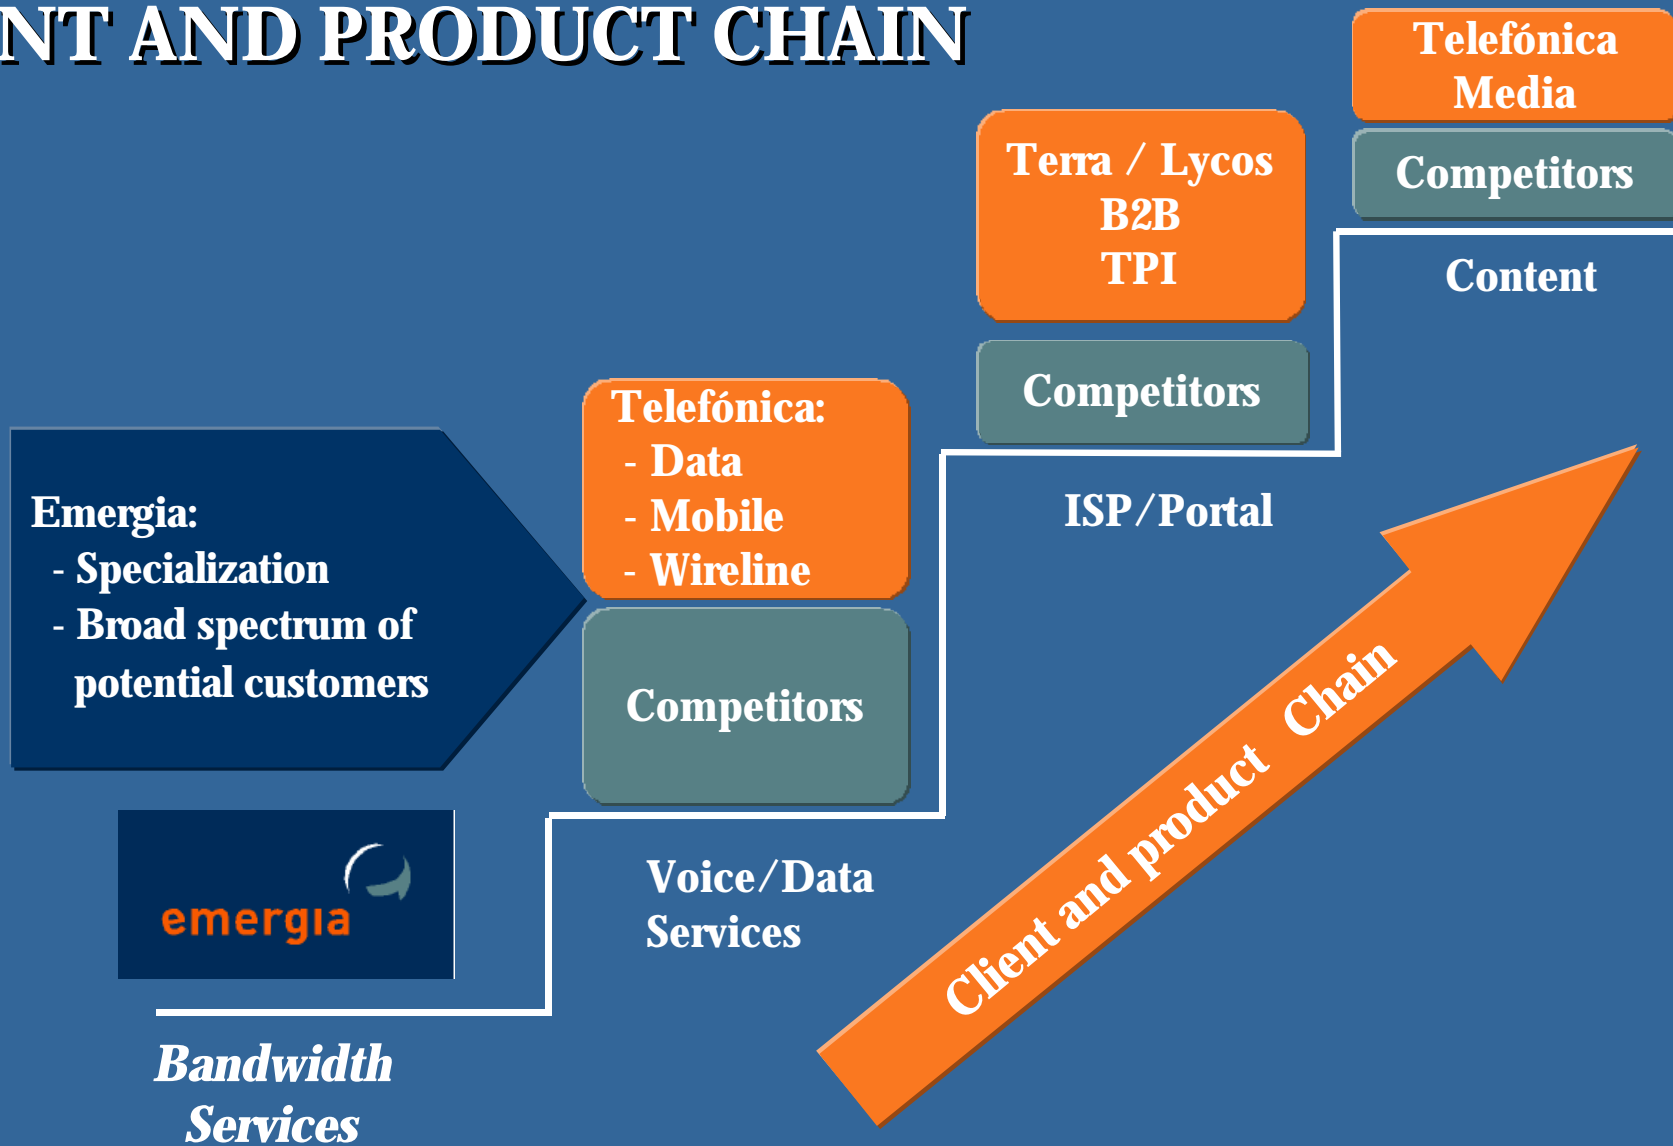 NT AND PRODUCT CHAIN
Telefónica
Media
Competitors
Content
Terra / Lycos
B2B
TPI
Competitors
ISP/Portal
Telefónica:
- Data
- Mobile
- Wireline
Competitors
Voice/Data
Services
Emergia:
- Specialization
- Broad spectrum of
potential customers
emergia
Bandwidth
Services
Client and product Chain